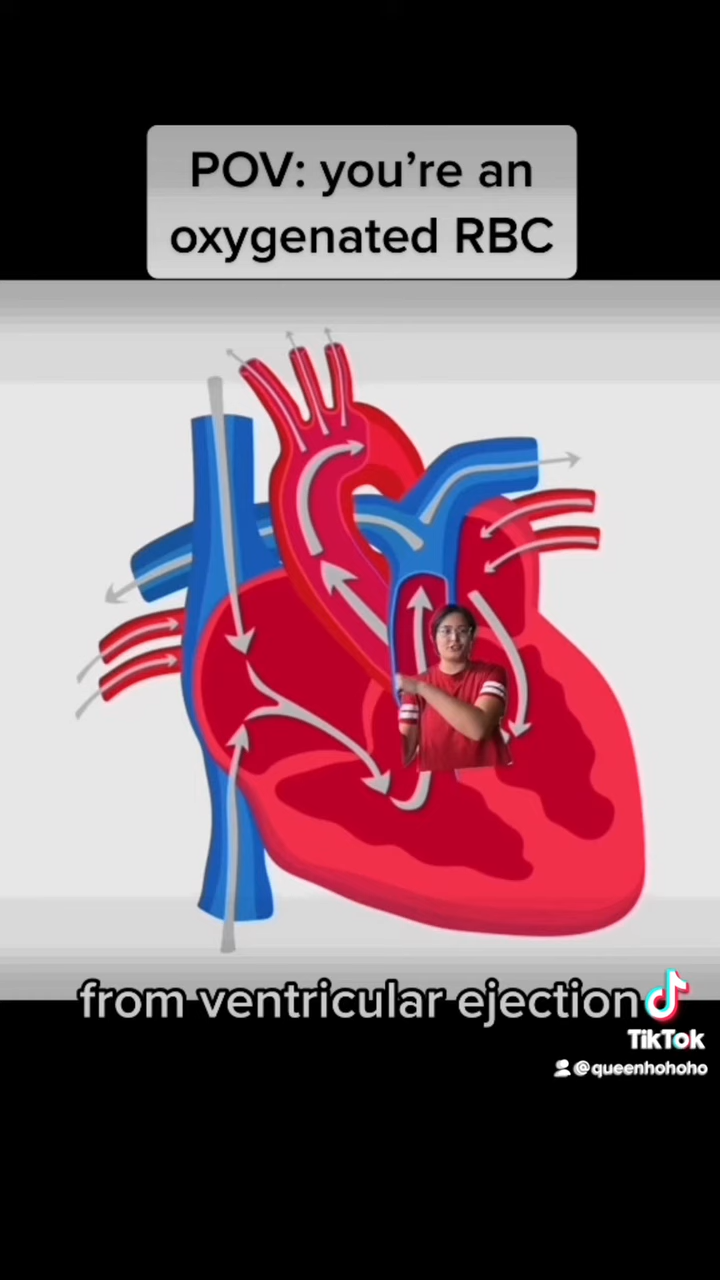 POV: you’re an
oxygenated RBC
from ventricular ejection
TikTok
@queenhohoho